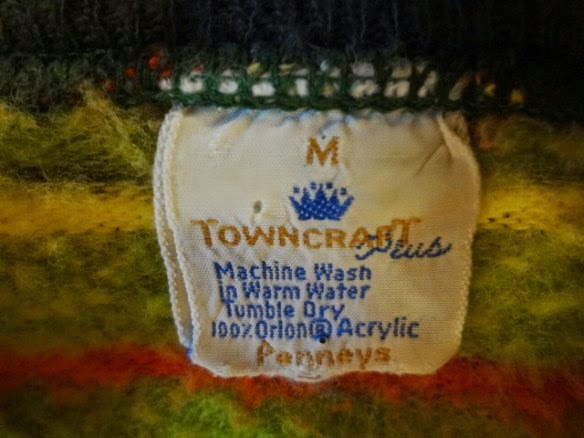 M
TOWNCRAFT
Plus
Machine Wash
In Warm Water
Tumble Dry
100% Orlon® Acrylic
Penneys